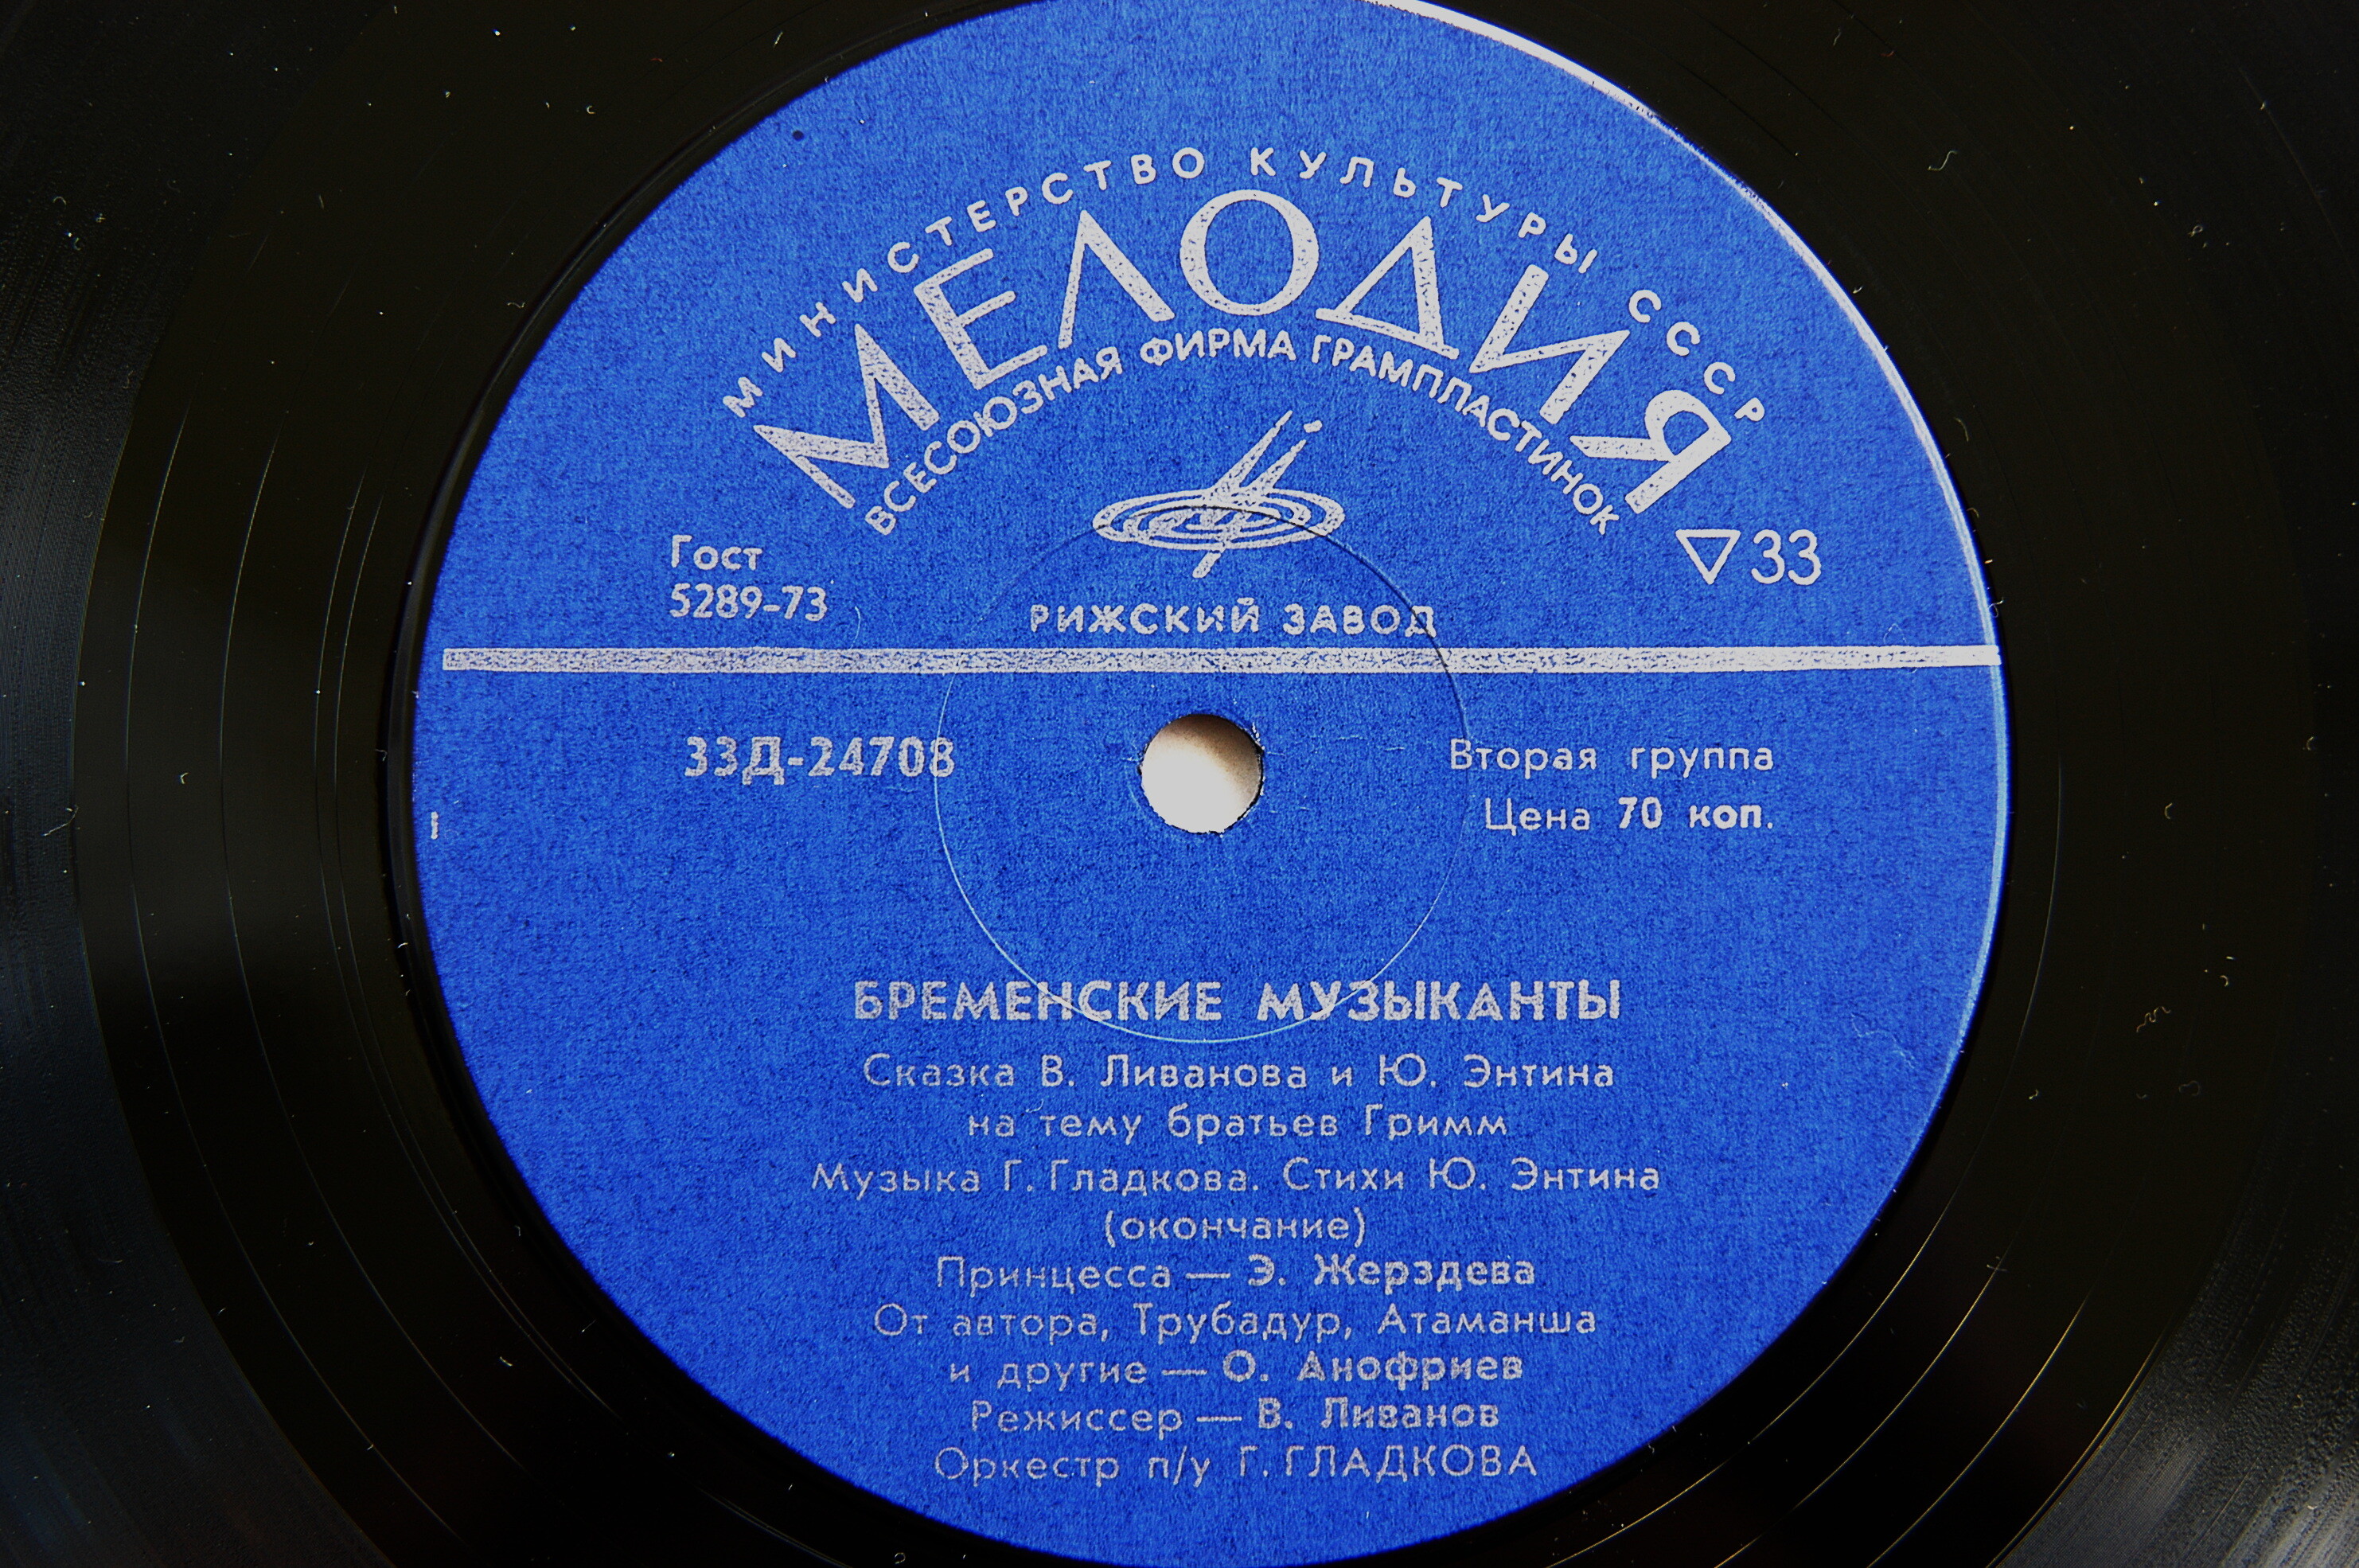 МИНИСТЕРСТВО КУЛЬТУРЫ СССР
МЕЛОДИЯ
ВСЕСОЮЗНАЯ ФИРМА ГРАМПЛАСТИНОК
Гост
5289-73
▽33
РИЖСКИЙ ЗАВОД
33Д-24708
Вторая группа
Цена 70 коп.
БРЕМЕНСКИЕ МУЗЫКАНТЫ
Сказка В. Ливанова и Ю. Энтина
на тему братьев Гримм
Музыка Г. Гладкова. Стихи Ю. Энтина
(окончание)
Принцесса — Э. Жерздева
От автора, Трубадур, Атаманша
и другие — О. Анофриев
Режиссер — В. Ливанов
Оркестр п/у Г. ГЛАДКОВА